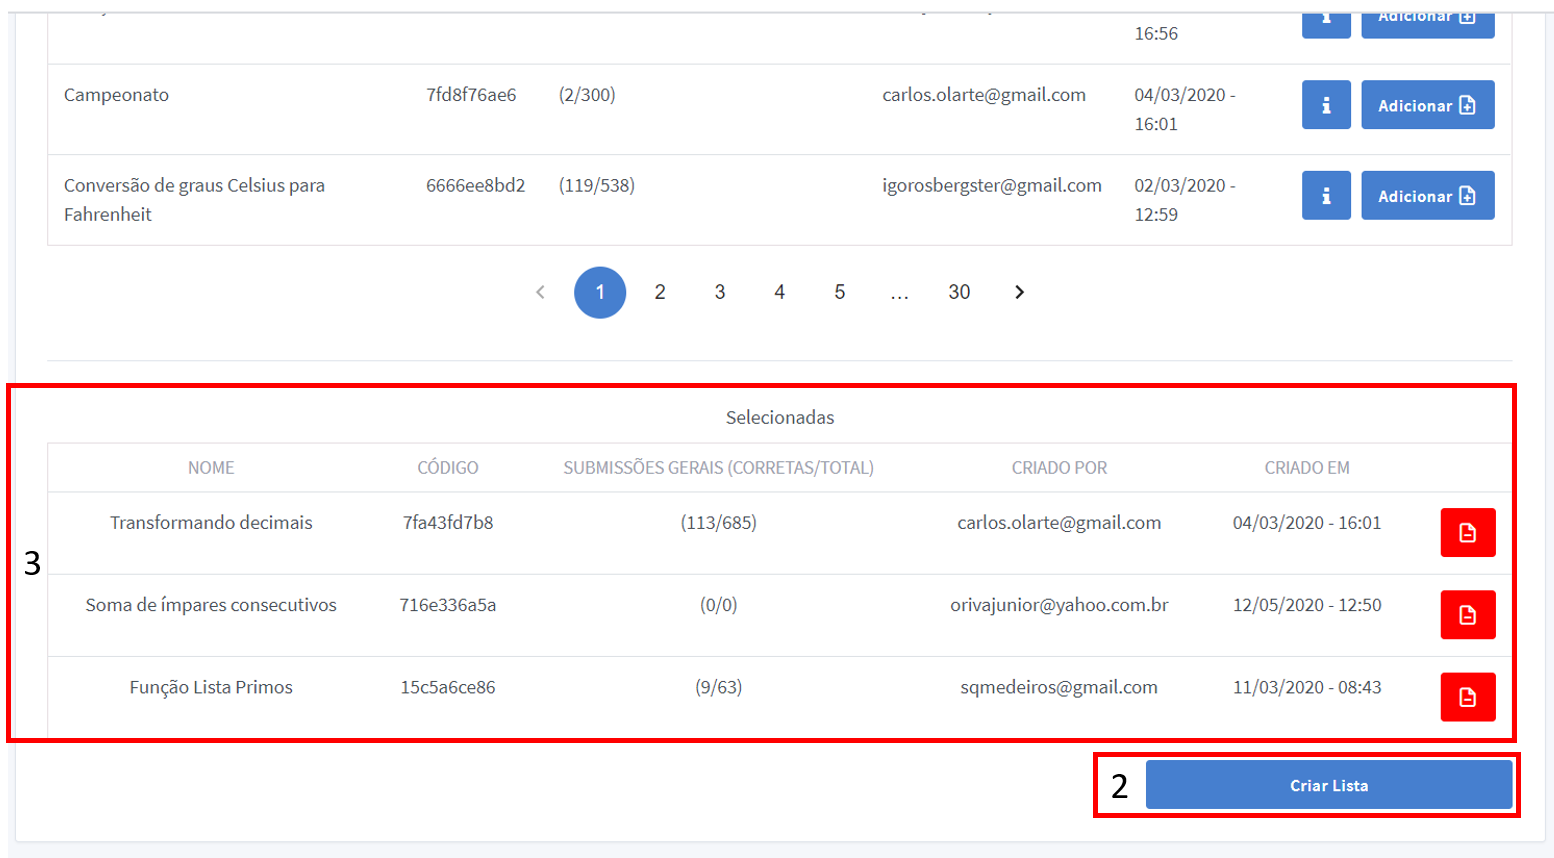 Adicionar
16:56
Campeonato 7fd8f76ae6 (2/300) carlos.olarte@gmail.com 04/03/2020 - Adicionar
16:01
Conversão de graus Celsius para 6666ee8bd2 (119/538) igorosbergster@gmail.com 02/03/2020 - Adicionar
Fahrenheit 12:59
1 2 3 4 5 ... 30
Selecionadas
NOME CÓDIGO SUBMISSÕES GERAIS (CORRETAS/TOTAL) CRIADO POR CRIADO EM
Transformando decimais 7fa43fd7b8 (113/685) carlos.olarte@gmail.com 04/03/2020 - 16:01
3
Soma de ímpares consecutivos 716e336a5a (0/0) orivajunior@yahoo.com.br 12/05/2020 - 12:50
Função Lista Primos 15c5a6ce86 (9/63) sqmedeiros@gmail.com 11/03/2020 - 08:43
2 Criar Lista